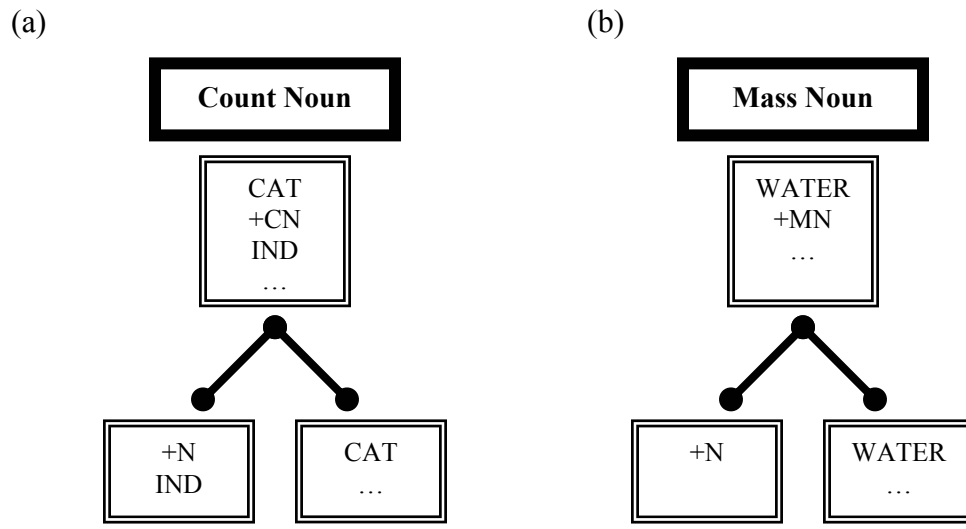 (a)
Count Noun
CAT
+CN
IND
…
+N
IND
CAT
…
(b)
Mass Noun
WATER
+MN
…
+N
WATER
…